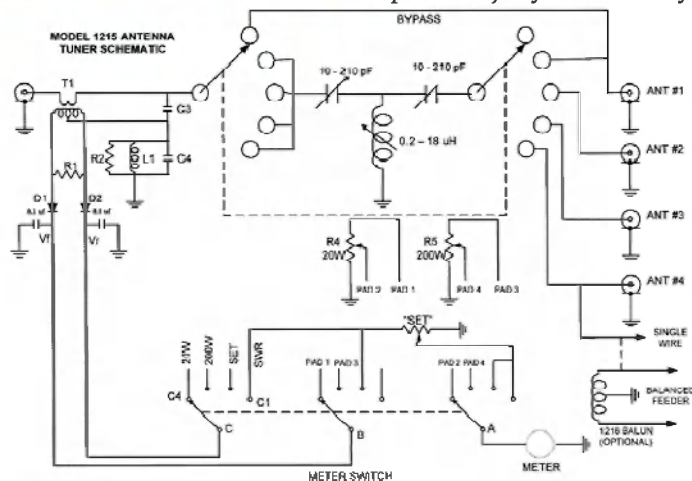 BYPASS
MODEL 1215 ANTENNA
TUNER SCHEMATIC
T1
10 - 210 pF
10 - 210 pF
ANT #1
C3
0.2 - 18 uH
ANT #2
R2
L1
C4
R1
D1
D2
Vf
Vr
ANT #3
R4
20W
R5
200W
PAD 2
PAD 1
PAD 4
PAD 3
ANT #4
"SET"
SINGLE
WIRE
200W
SET
SWR
PAD 1
PAD 3
PAD 2
PAD 4
C4
C1
C
B
A
BALANCED
FEEDER
1216 BALUN
(OPTIONAL)
METER
METER SWITCH